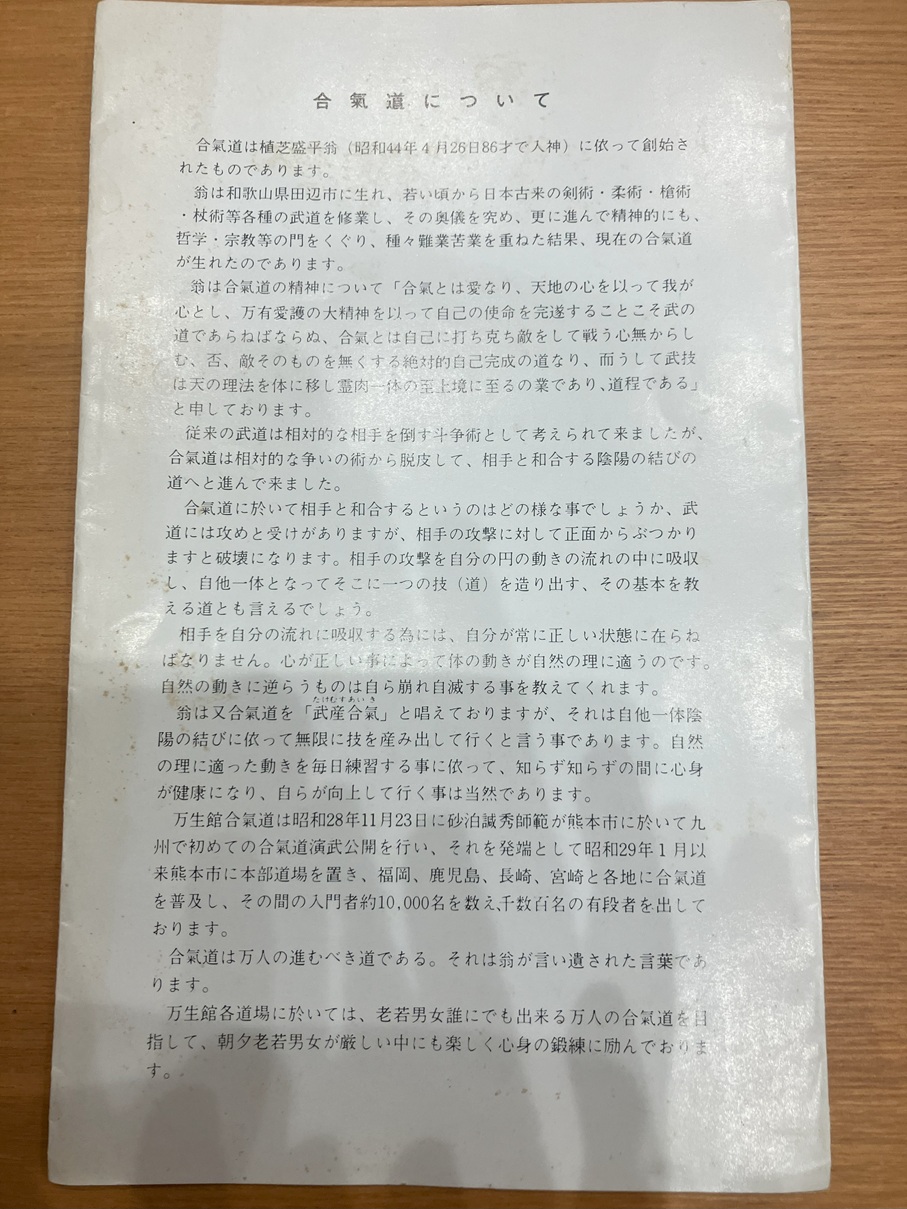 合氣道について
合氣道は植芝盛平翁（昭和44年4月26日86才で人神）に依って創始さ
れたものであります。
翁は和歌山県田辺市に生れ、若い頃から日本古来の剣術・柔術・槍術
・杖術等各種の武道を修業し、その奥儀を究め、更に進んで精神的にも、
哲学・宗教等の門をくぐり、種々難業苦業を重ねた結果、現在の合氣道
が生れたのであります。
翁は合氣道の精神について「合氣とは愛なり、天地の心を以って我が
心とし、万有愛護の大精神を以って自己の使命を完遂することこそ武の
道であらねばならぬ、合氣とは自己に打ち克ち敵をして戦う心無からし
む、否、敵そのものを無くする絶対的自己完成の道なり、而うして武技
は天の理法を体に移し霊肉一体の至上境に至るの業であり、道程である」
と申しております。
従来の武道は相対的な相手を倒す斗争術として考えられて来ましたが、
合氣道は相対的な争いの術から脱皮して、相手と和合する陰陽の結びの
道へと進んで来ました。
合氣道に於いて相手と和合するというのはどの様な事でしょうか、武
道には攻めと受けがありますが、相手の攻撃に対して正面からぶつかり
ますと破壊になります。相手の攻撃を自分の円の動きの流れの中に吸収
し、自他一体となってそこに一つの技（道）を造り出す、その基本を教
える道とも言えるでしょう。
相手を自分の流れに吸収する為には、自分が常に正しい状態に在らね
ばなりません。心が正しい事によって体の動きが自然の理に適うのです。
自然の動きに逆らうものは自ら崩れ自滅する事を教えてくれます。
たけむすあいき
翁は又合氣道を「武産合氣」と唱えておりますが、それは自他一体陰
陽の結びに依って無限に技を産み出して行くと言う事であります。自然
の理に適った動きを毎日練習する事に依って、知らず知らずの間に心身
が健康になり、自らが向上して行く事は当然であります。
万生館合氣道は昭和28年11月23日に砂泊諴秀師範が熊本市に於いて九
州で初めての合氣道演武公開を行い、それを発端として昭和29年1月以
来熊本市に本部道場を置き、福岡、鹿児島、長崎、宮崎と各地に合氣道
を普及し、その間の入門者約10,000名を数え、千数百名の有段者を出して
おります。
合氣道は万人の進むべき道である。それは翁が言い遺された言葉であ
ります。
万生館各道場に於いては、老若男女誰にでも出来る万人の合氣道を目
指して、朝夕老若男女が厳しい中にも楽しく心身の鍛練に励んでおりま
す。